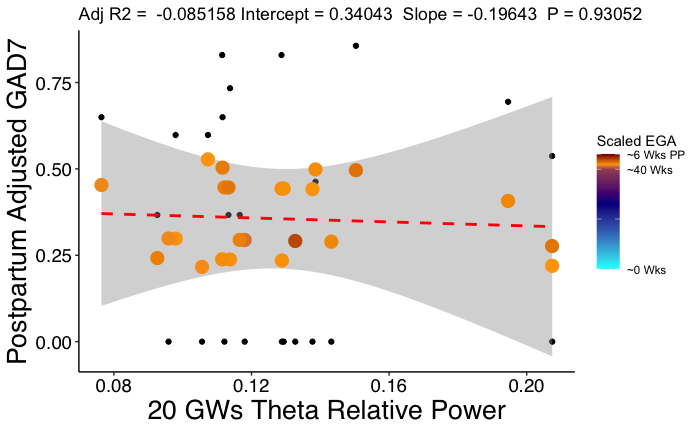 Adj R2 =  -0.085158 Intercept = 0.34043  Slope = -0.19643  P = 0.93052
Postpartum Adjusted GAD7
0.75
0.50
0.25
0.00
0.08
0.12
0.16
0.20
20 GWs Theta Relative Power
Scaled EGA
~6 Wks PP
~40 Wks
~0 Wks